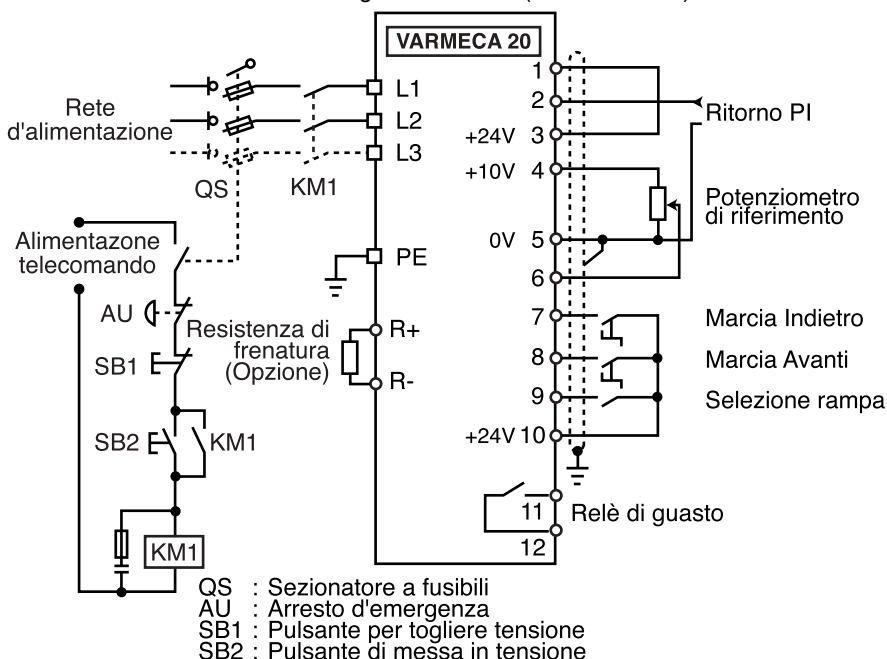 VARMECA 20
Rete
d'alimentazione
L1
L2
L3
QS
KM1
Alimentazone
telecomando
PE
AU
Resistenza di
frenatura
(Opzione)
R+
R-
SB1
SB2
KM1
KM1
1
2
+24V 3
+10V 4
0V 5
6
7
8
9
+24V 10
11
12
Ritorno PI
Potenziometro
di riferimento
Marcia Indietro
Marcia Avanti
Selezione rampa
Relè di guasto
QS : Sezionatore a fusibili
AU : Arresto d'emergenza
SB1 : Pulsante per togliere tensione
SB2 : Pulsante di messa in tensione